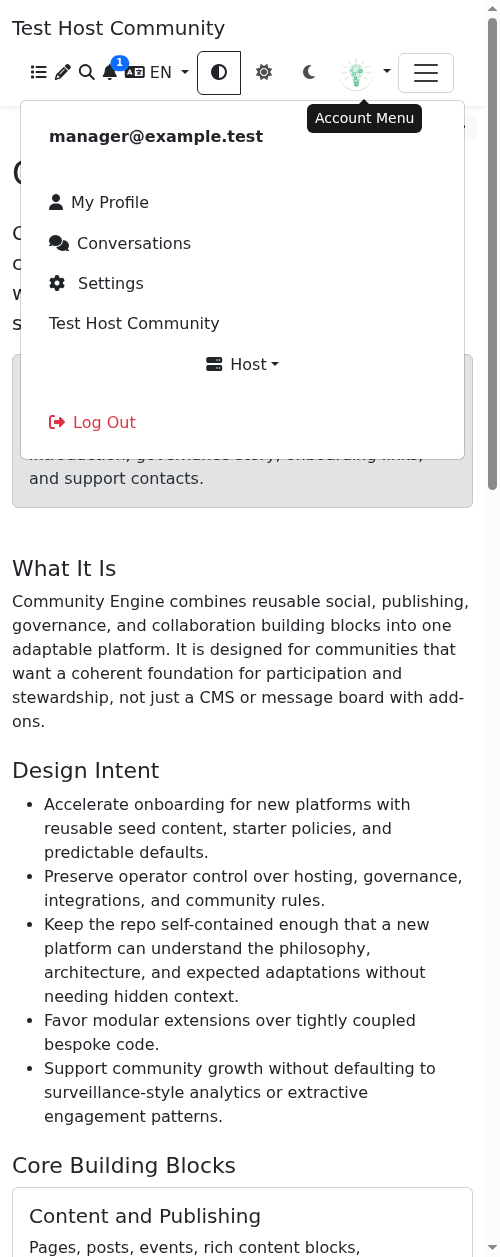 Test Host Community
1
EN
Account Menu
manager@example.test
My Profile
Conversations
Settings
Test Host Community
Host
Log Out
and support contacts.
What It Is
Community Engine combines reusable social, publishing,
governance, and collaboration building blocks into one
adaptable platform. It is designed for communities that
want a coherent foundation for participation and
stewardship, not just a CMS or message board with add-
ons.
Design Intent
• Accelerate onboarding for new platforms with
reusable seed content, starter policies, and
predictable defaults.
• Preserve operator control over hosting, governance,
integrations, and community rules.
• Keep the repo self-contained enough that a new
platform can understand the philosophy,
architecture, and expected adaptations without
needing hidden context.
• Favor modular extensions over tightly coupled
bespoke code.
• Support community growth without defaulting to
surveillance-style analytics or extractive
engagement patterns.
Core Building Blocks
Content and Publishing
Pages, posts, events, rich content blocks,